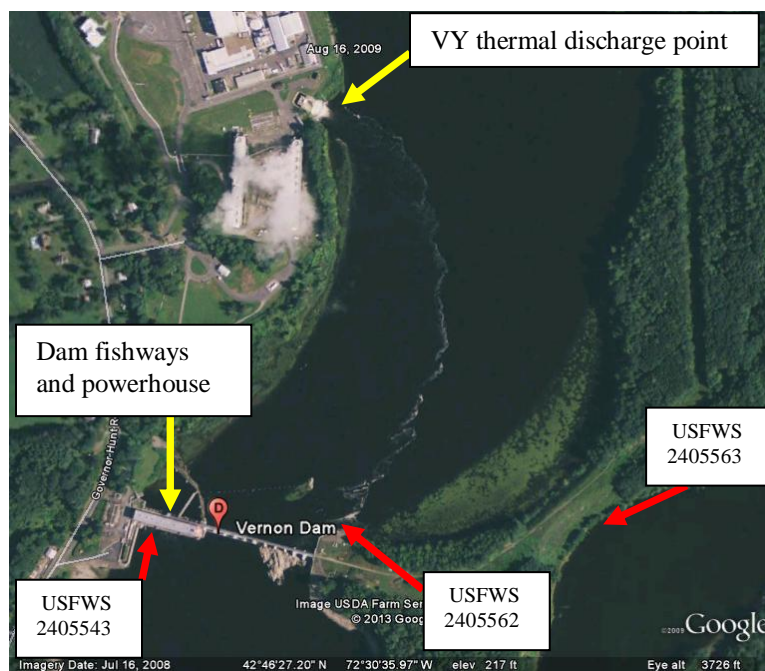 Aug 16, 2009
VY thermal discharge point
Dam fishways
and powerhouse
Governor Hunt R
USFWS
2405563
D
Vernon Dam
USFWS
2405543
USFWS
2405562
Image USDA Farm Ser
© 2013 Goog
©2009 Google
Imagery Date: Jul 16, 2008 42°46'27.20" N 72°30'35.97" W elev 217 ft Eye alt 3726 ft